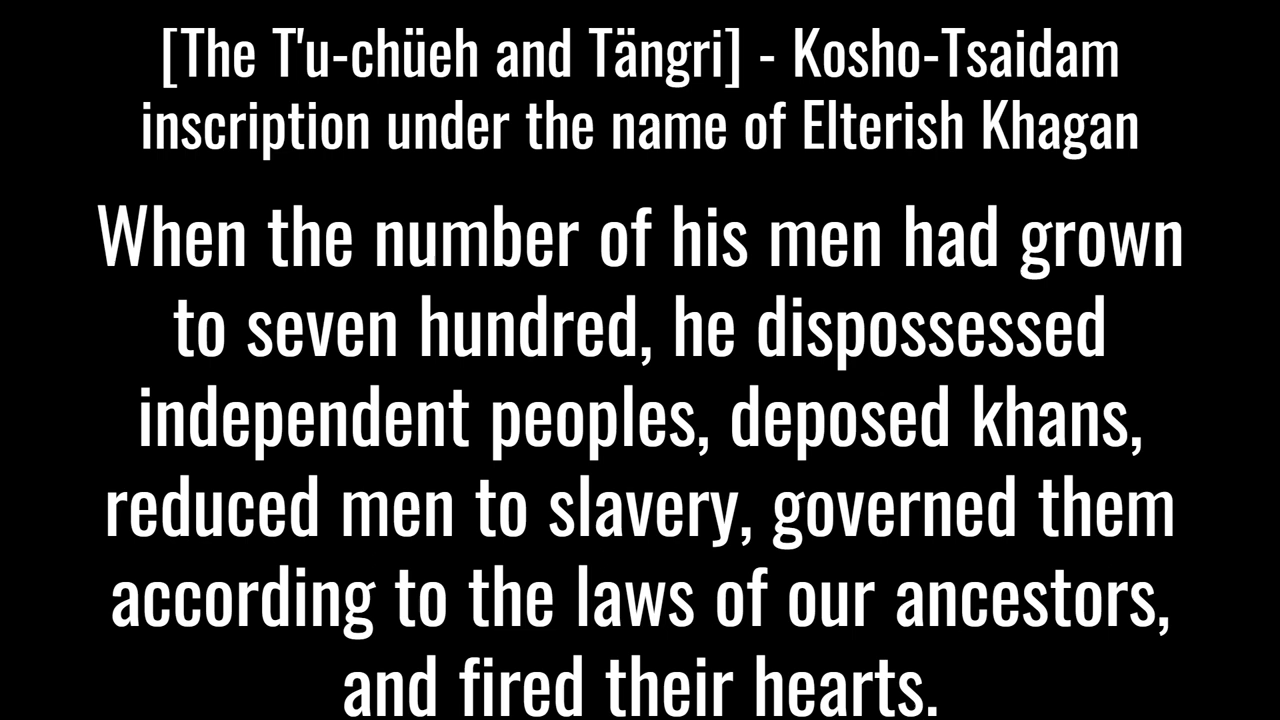 [The T'u-chüeh and Tängri] - Kosho-Tsaidam
inscription under the name of Elterish Khagan
When the number of his men had grown
to seven hundred, he dispossessed
independent peoples, deposed khans,
reduced men to slavery, governed them
according to the laws of our ancestors,
and fired their hearts.